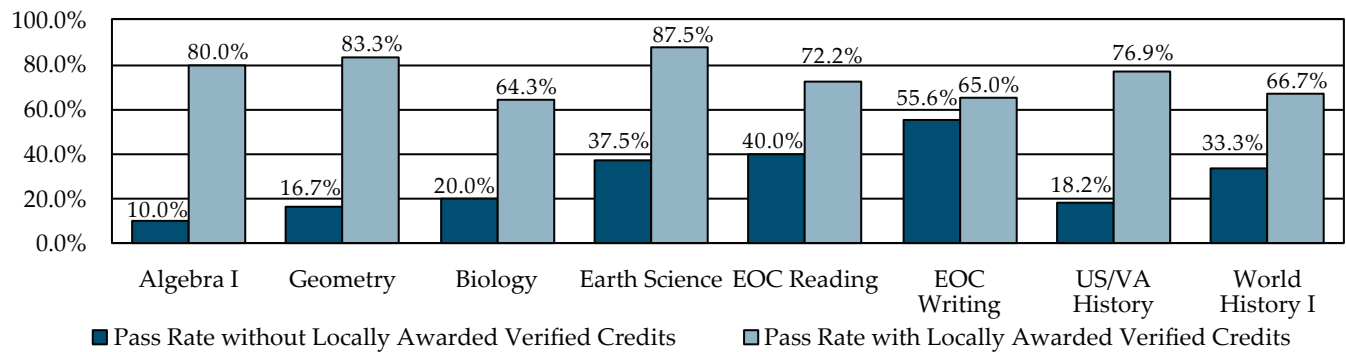 100.0%
80.0%
60.0%
40.0%
20.0%
0.0%
10.0%
80.0%
16.7%
83.3%
20.0%
64.3%
37.5%
87.5%
40.0%
72.2%
55.6%
65.0%
18.2%
76.9%
33.3%
66.7%
Algebra I
Geometry
Biology
Earth Science
EOC Reading
EOC
Writing
US/VA
History
World
History I
Pass Rate without Locally Awarded Verified Credits
Pass Rate with Locally Awarded Verified Credits